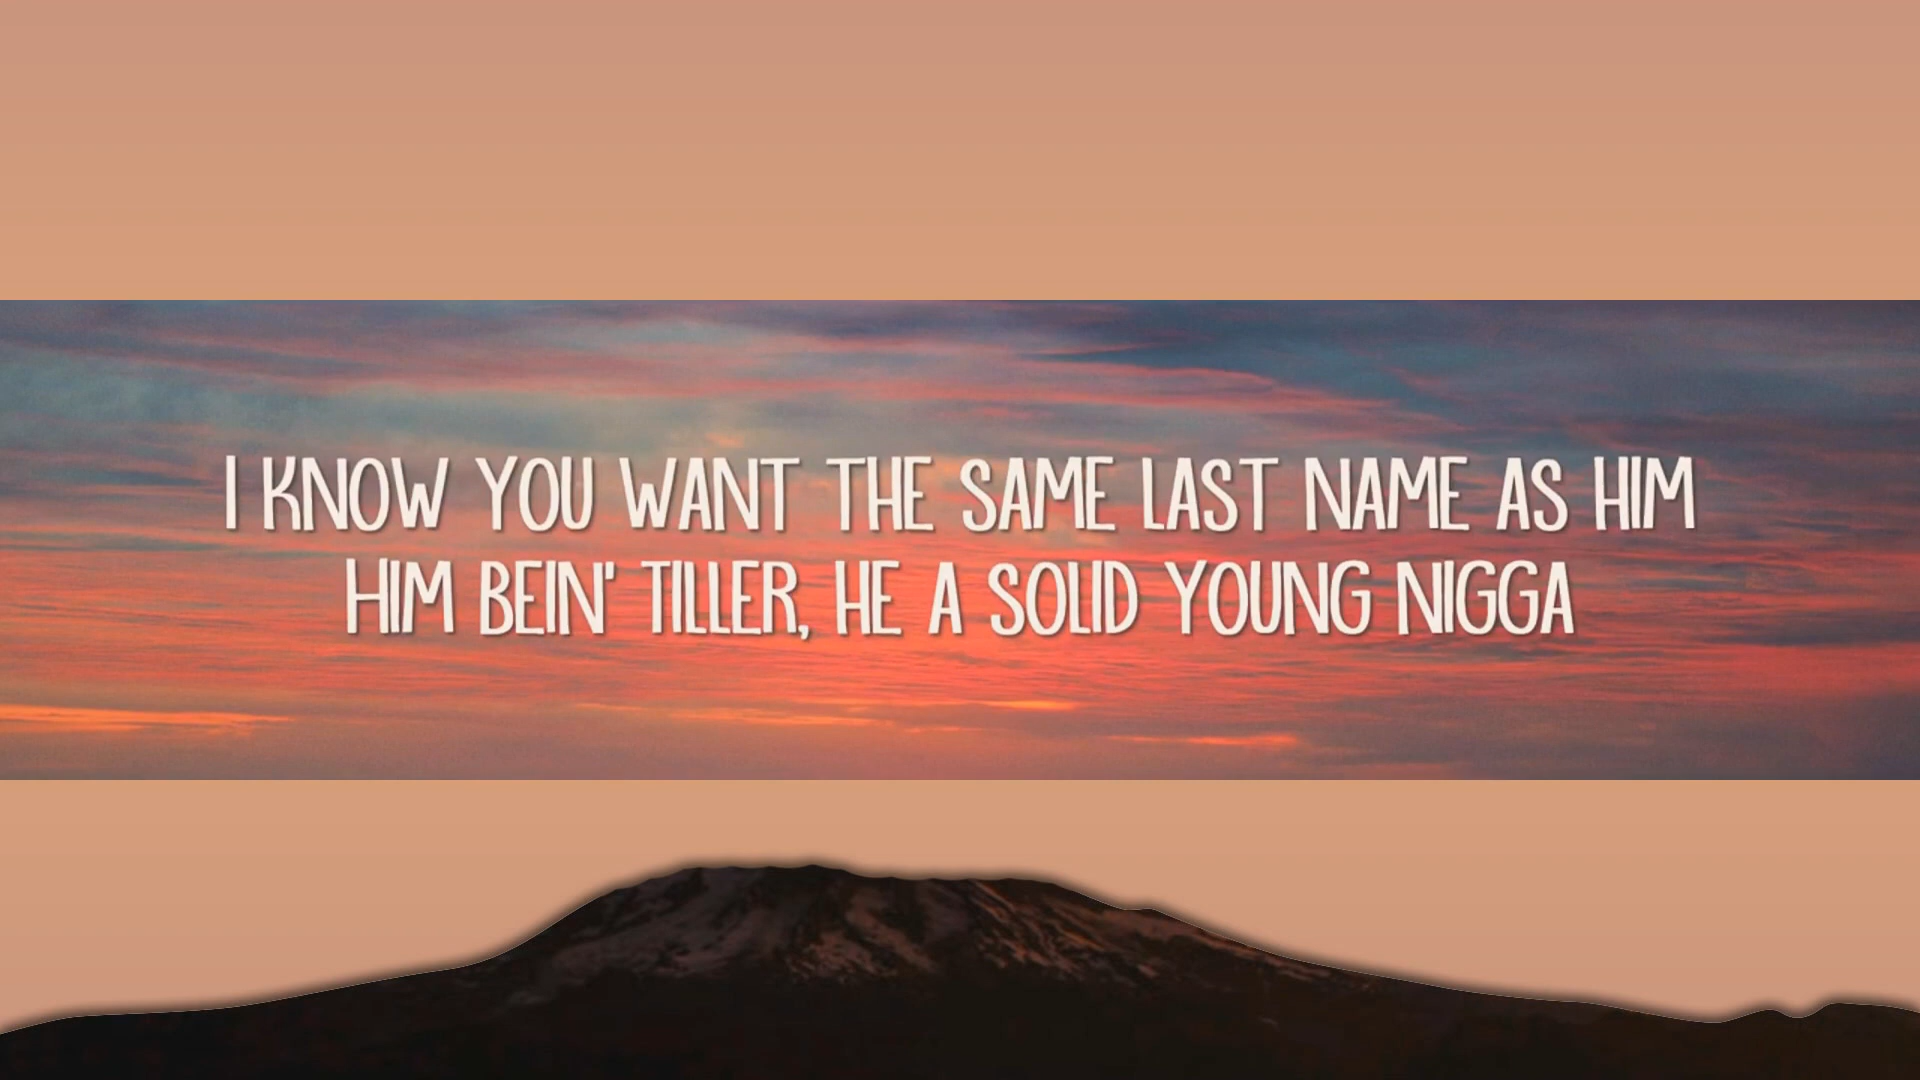 I KNOW YOU WANT THE SAME LAST NAME AS HIM
HIM BEIN' TILLER, HE A SOLID YOUNG NIGGA